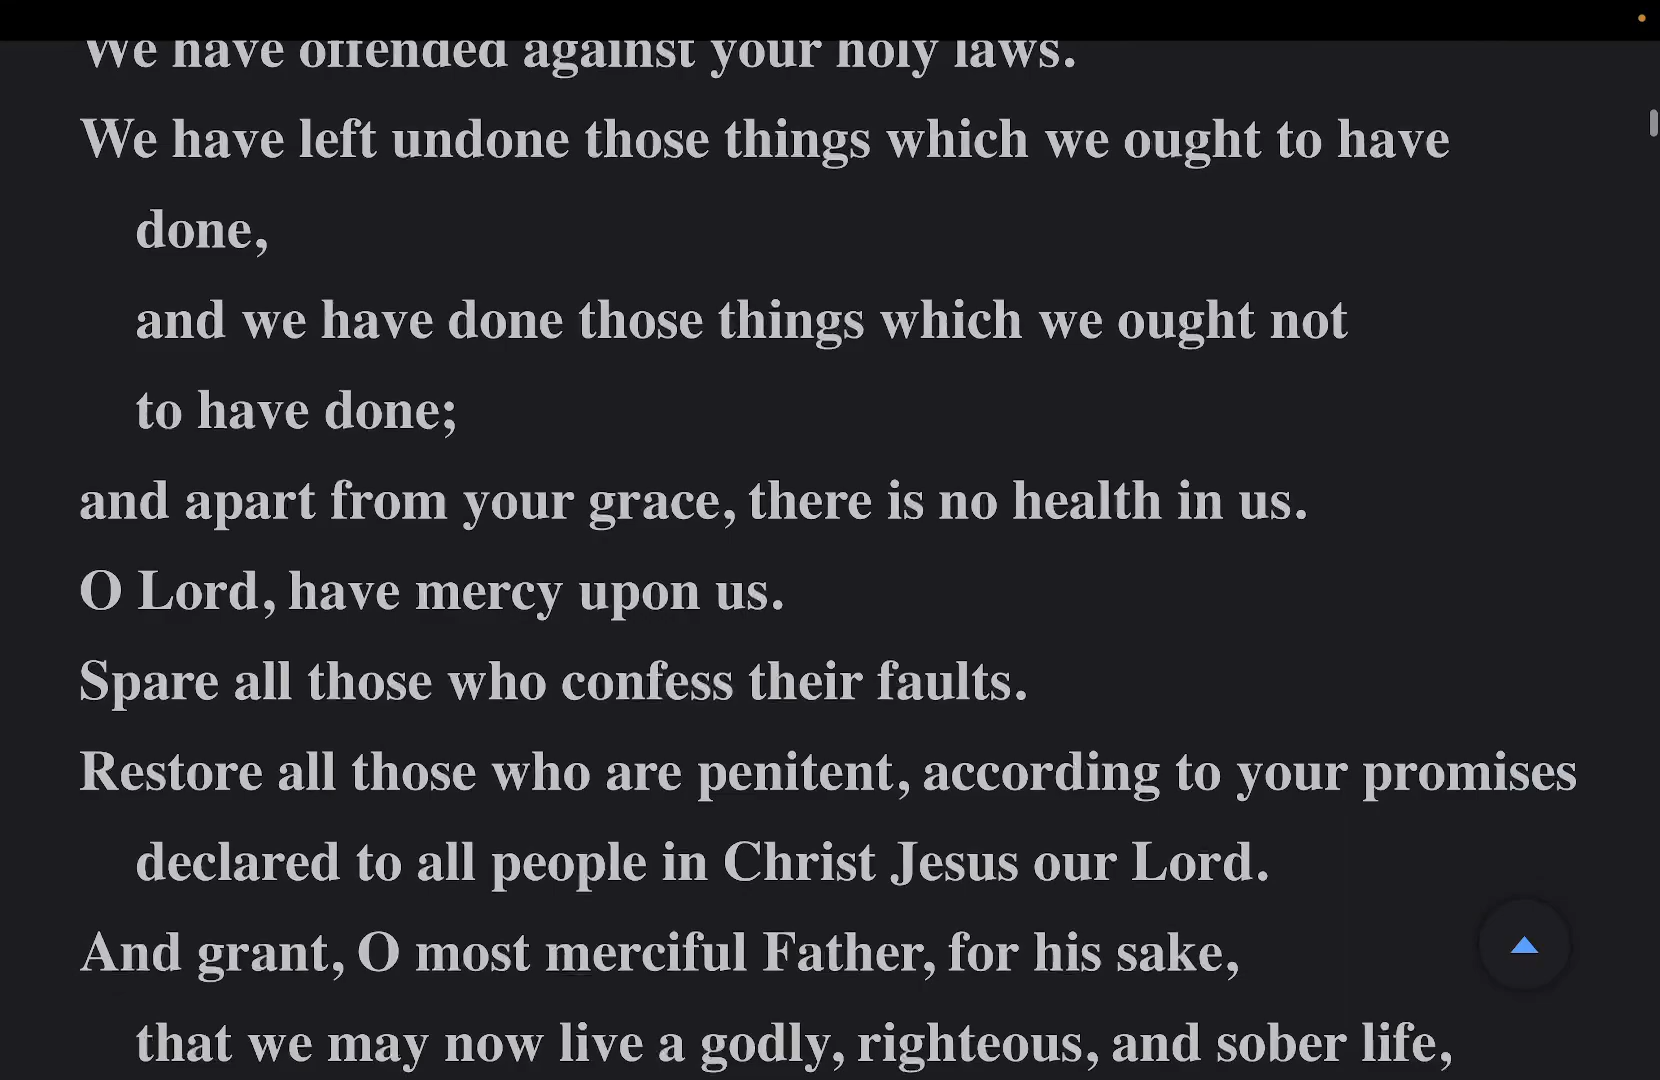 We have offended against your holy laws.
We have left undone those things which we ought to have
done,
and we have done those things which we ought not
to have done;
and apart from your grace, there is no health in us.
O Lord, have mercy upon us.
Spare all those who confess their faults.
Restore all those who are penitent, according to your promises
declared to all people in Christ Jesus our Lord.
And grant, O most merciful Father, for his sake,
that we may now live a godly, righteous, and sober life,